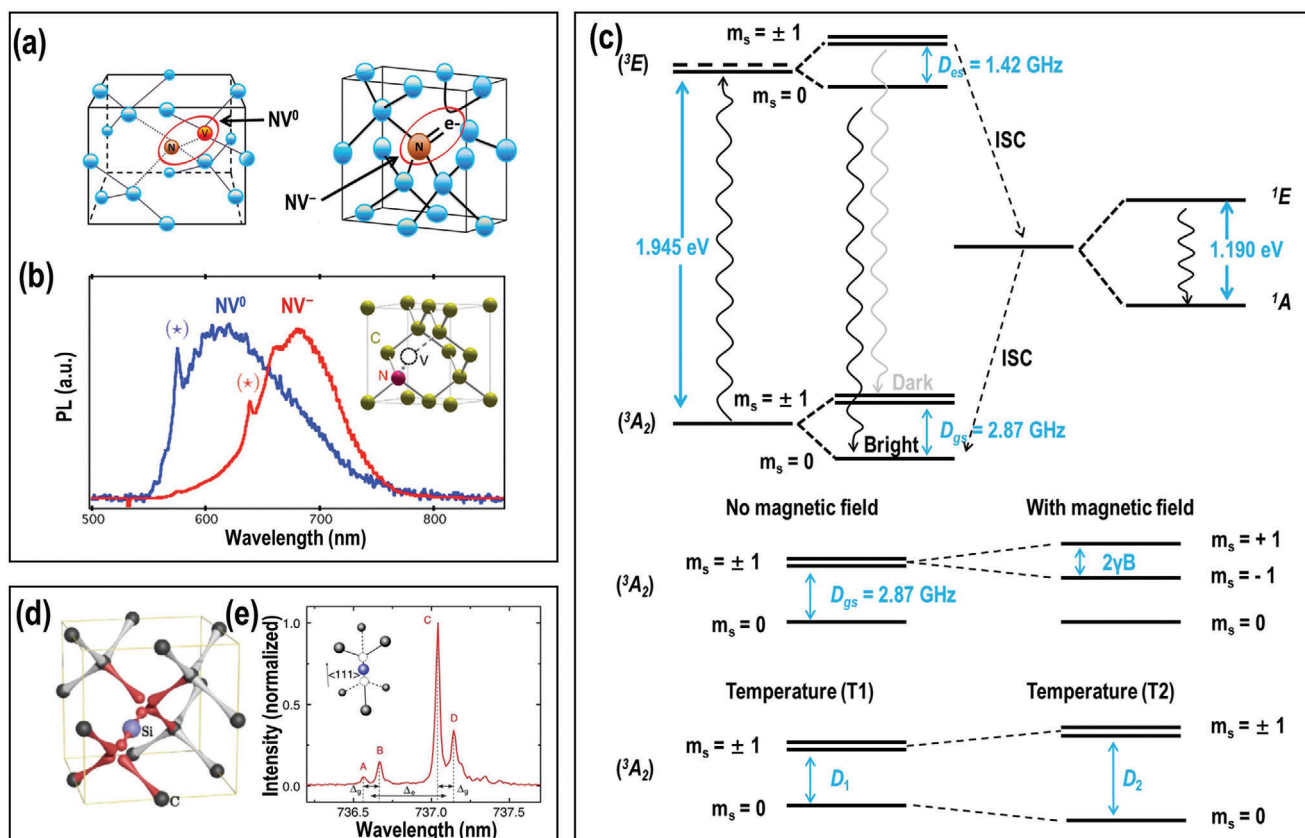 (a)
NV⁰
V
N
NV⁻
N
e-
(b)
NV⁰
NV⁻
(*)
(*)
C
V
N
PL (a.u.)
500
600
700
800
Wavelength (nm)
(c)
(³E)
mₛ = ± 1
mₛ = 0
Dₑₛ = 1.42 GHz
ISC
1.945 eV
¹E
1.190 eV
¹A
ISC
Dark
(³A₂)
mₛ = ± 1
mₛ = 0
Bright
D_gs = 2.87 GHz
No magnetic field
With magnetic field
(³A₂)
mₛ = ± 1
D_gs = 2.87 GHz
mₛ = 0
mₛ = + 1
2γB
mₛ = - 1
mₛ = 0
Temperature (T1)
Temperature (T2)
(³A₂)
mₛ = ± 1
D₁
mₛ = 0
mₛ = ± 1
D₂
mₛ = 0
(d)
Si
C
(e)
Intensity (normalized)
1.0
0.5
0.0
<111>
A
B
C
D
Δg
Δe
Δg
736.5
737.0
737.5
Wavelength (nm)